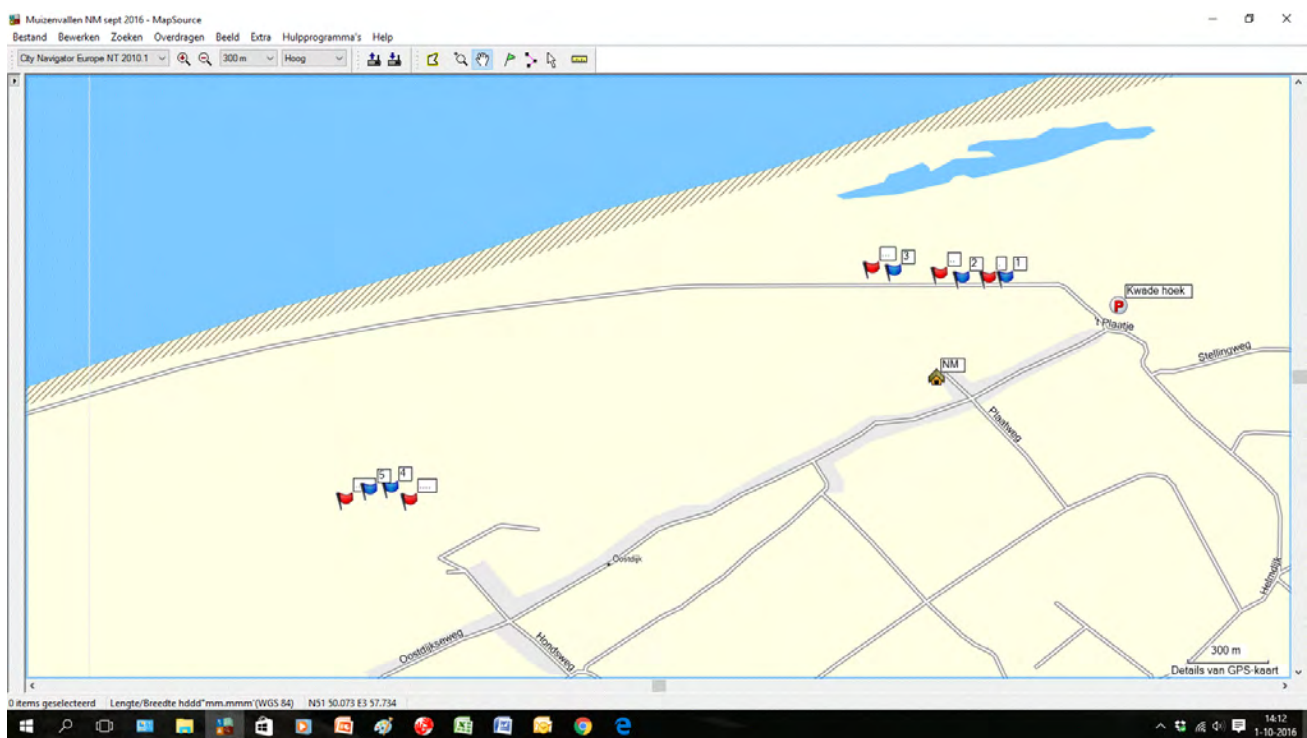 Muizenvallen NM sept 2016 - MapSource
Bestand Bewerken Zoeken Overdragen Beeld Extra Hulpprogramma's Help
City Navigator Europe NT 2010.1 300 m Hoog
... 3 .. 2 . 1
Kwade hoek
P
't Plaatje
Stellingweg
NM
Plaatweg
5 4 ....
Oostdijk
Helmdijk
Oostdijkseweg
Hondsweg
300 m
Details van GPS-kaart
0 items geselecteerd Lengte/Breedte hddd°mm.mmm'(WGS 84) N51 50.073 E3 57.734
14:12
1-10-2016